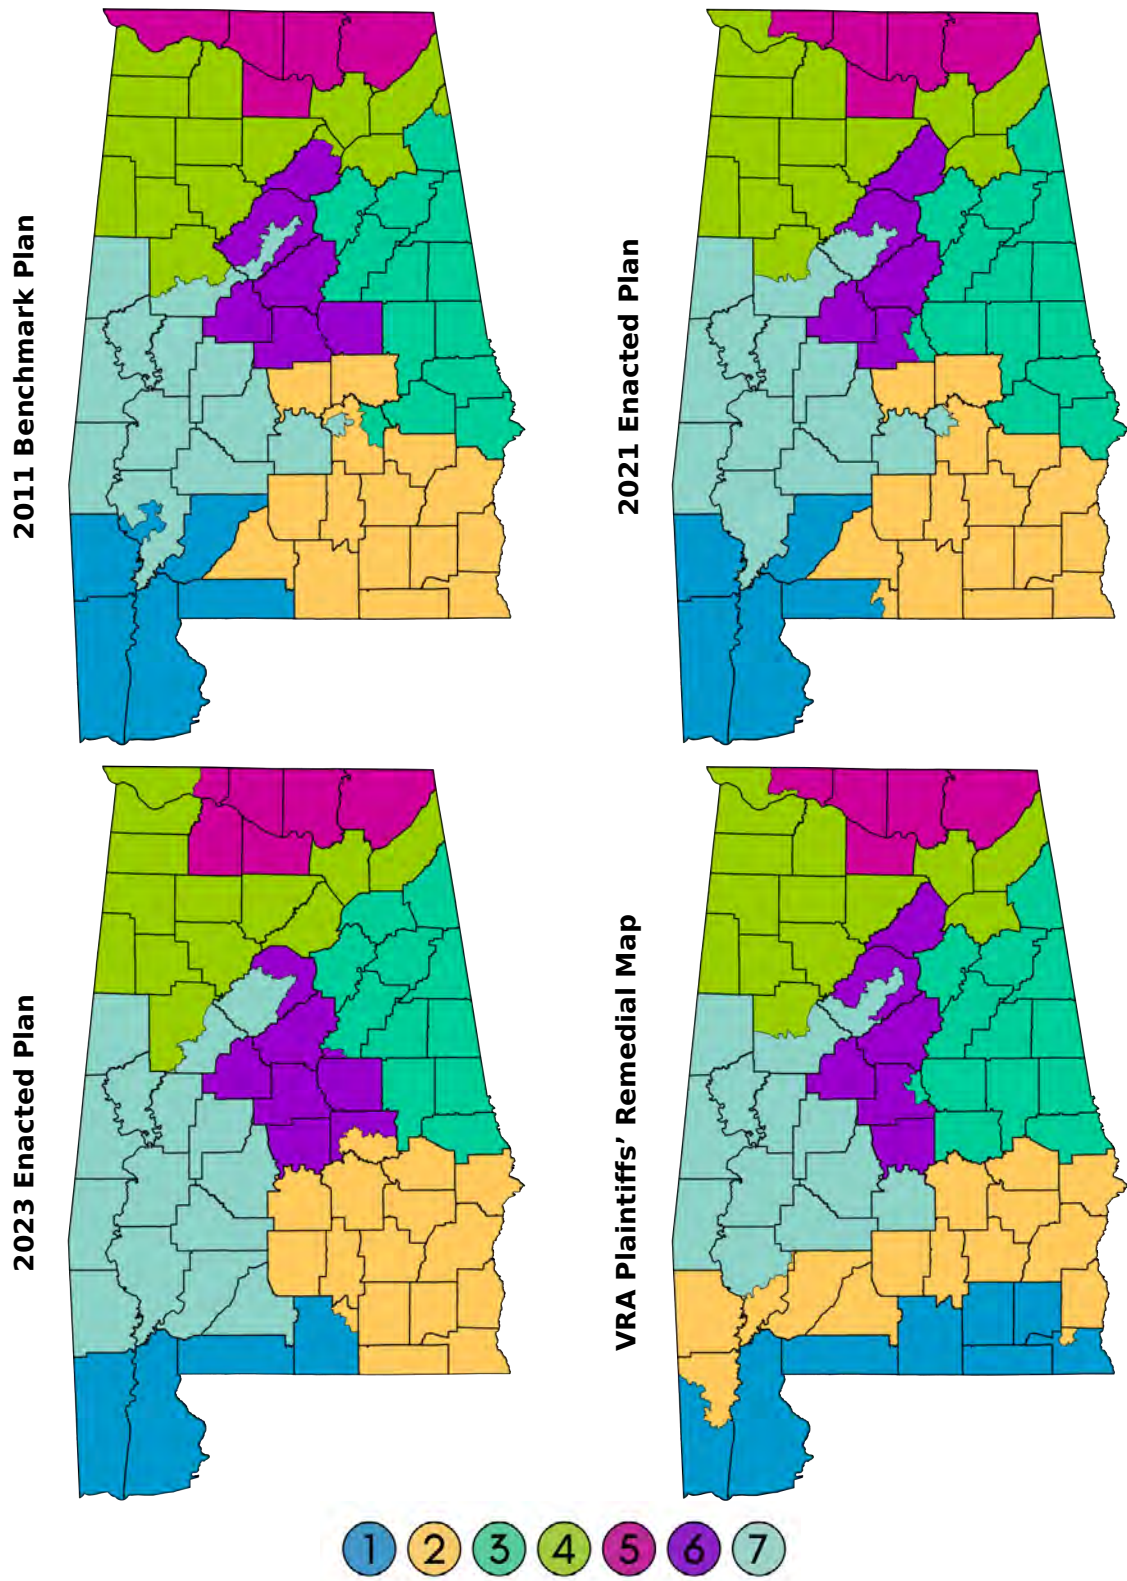 2011 Benchmark Plan
2021 Enacted Plan
2023 Enacted Plan
VRA Plaintiffs’ Remedial Map
1 2 3 4 5 6 7